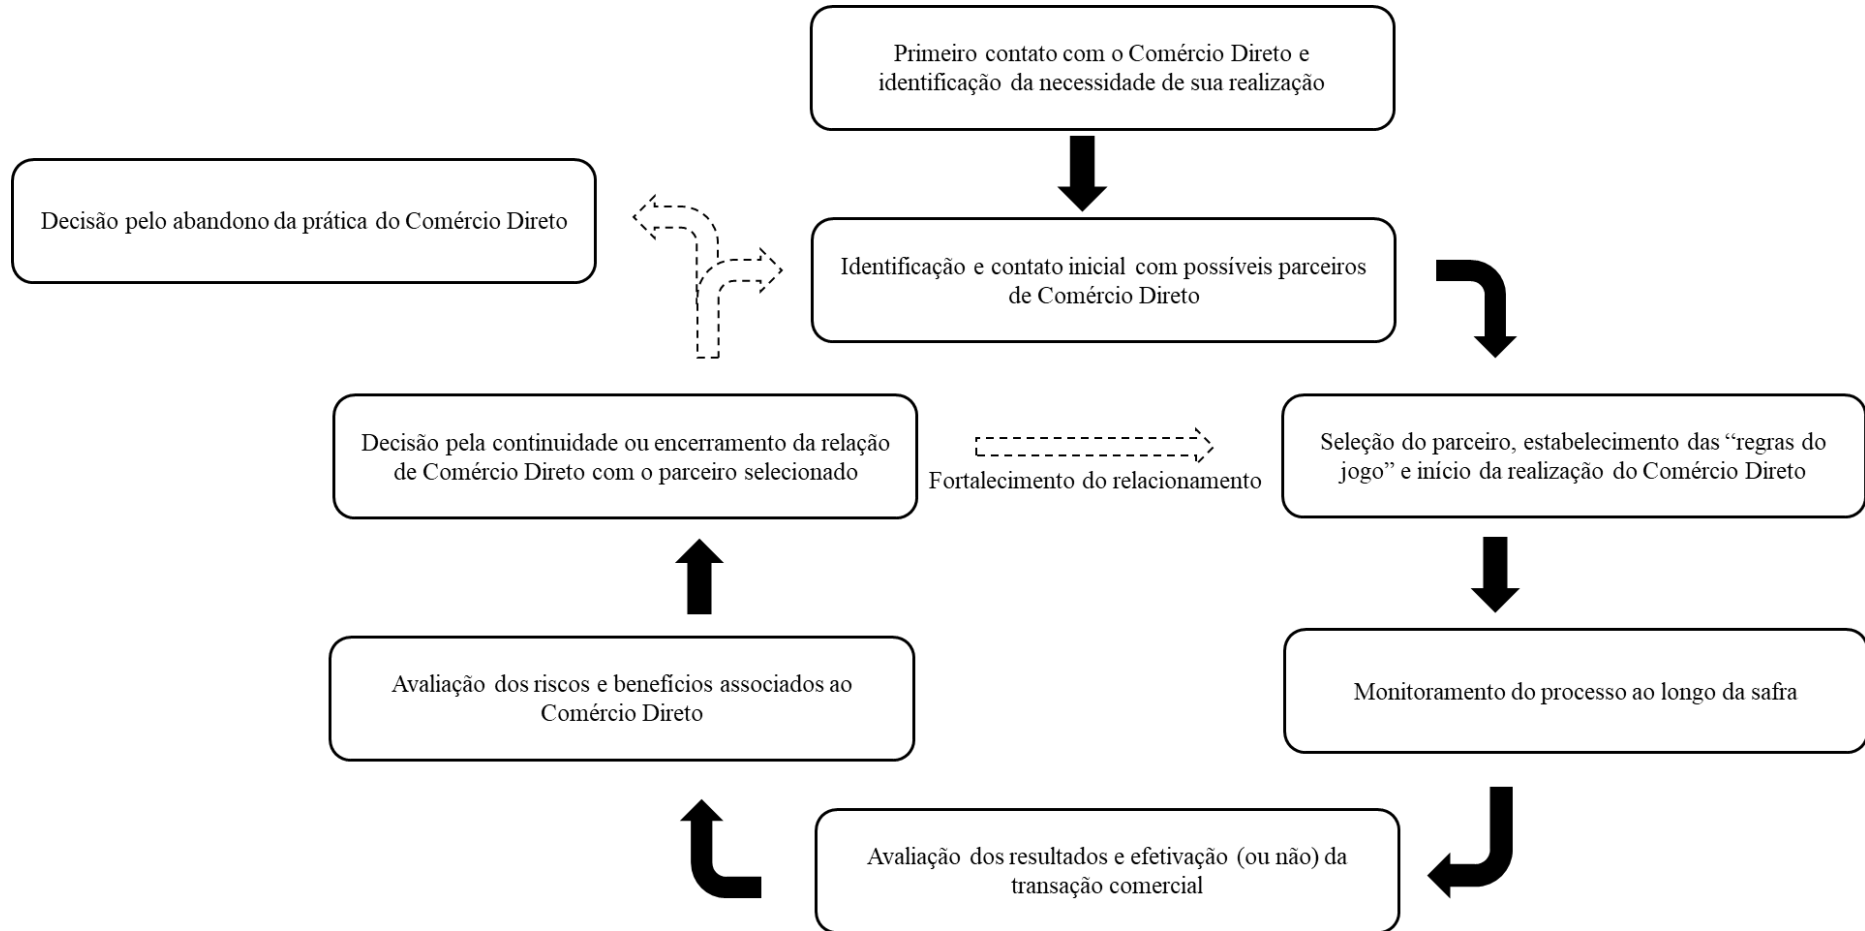 Primeiro contato com o Comércio Direto e
identificação da necessidade de sua realização
Decisão pelo abandono da prática do Comércio Direto
Identificação e contato inicial com possíveis parceiros
de Comércio Direto
Decisão pela continuidade ou encerramento da relação
de Comércio Direto com o parceiro selecionado
Fortalecimento do relacionamento
Seleção do parceiro, estabelecimento das “regras do
jogo” e início da realização do Comércio Direto
Avaliação dos riscos e benefícios associados ao
Comércio Direto
Monitoramento do processo ao longo da safra
Avaliação dos resultados e efetivação (ou não) da
transação comercial